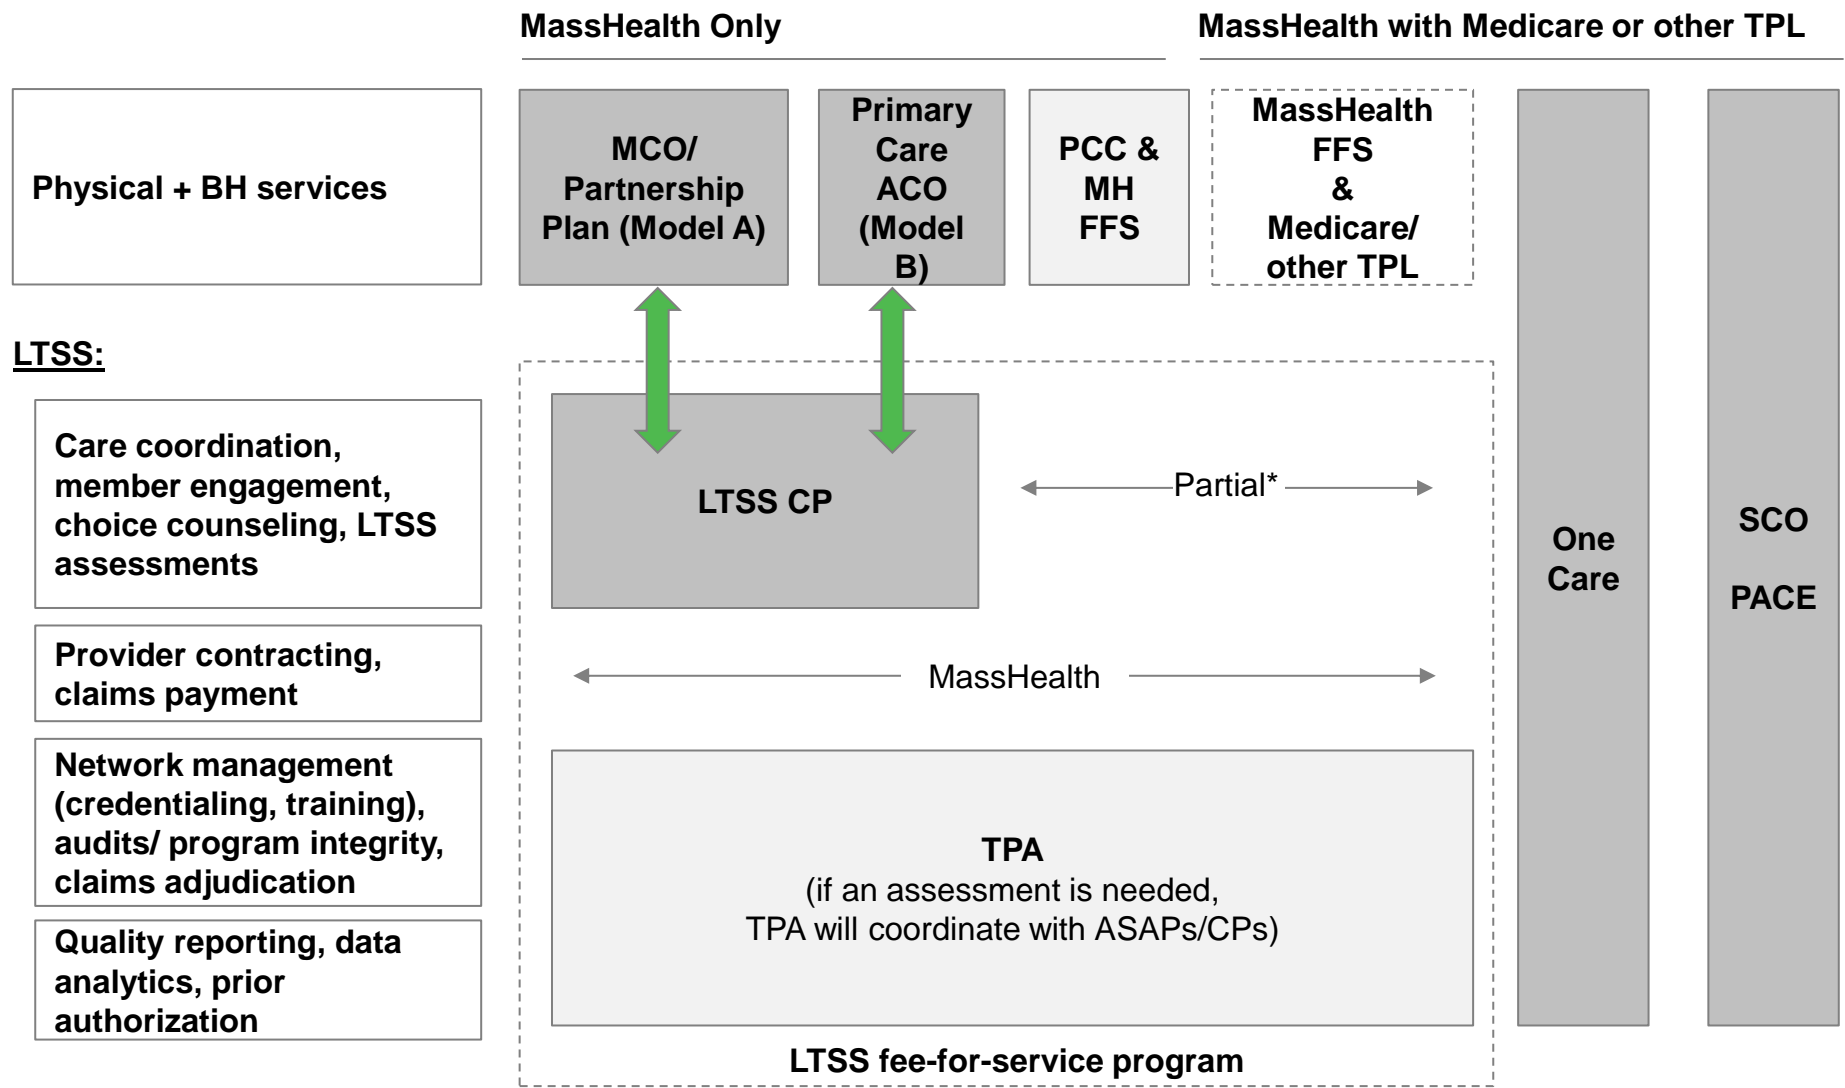 MassHealth Only
MassHealth with Medicare or other TPL
Physical + BH services
MCO/
Partnership
Plan (Model A)
Primary
Care
ACO
(Model
B)
PCC &
MH
FFS
MassHealth
FFS
&
Medicare/
other TPL
LTSS:
Care coordination,
member engagement,
choice counseling, LTSS
assessments
LTSS CP
Partial*
One
Care
SCO
PACE
Provider contracting,
claims payment
MassHealth
Network management
(credentialing, training),
audits/ program integrity,
claims adjudication
TPA
(if an assessment is needed,
TPA will coordinate with ASAPs/CPs)
Quality reporting, data
analytics, prior
authorization
LTSS fee-for-service program